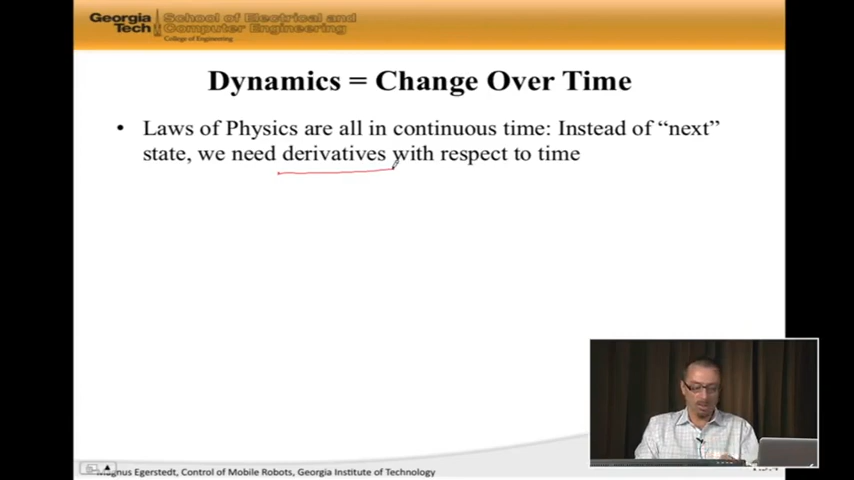 Georgia Tech
School of Electrical and
Computer Engineering
College of Engineering
Dynamics = Change Over Time
• Laws of Physics are all in continuous time: Instead of “next”
state, we need derivatives with respect to time
Magnus Egerstedt, Control of Mobile Robots, Georgia Institute of Technology